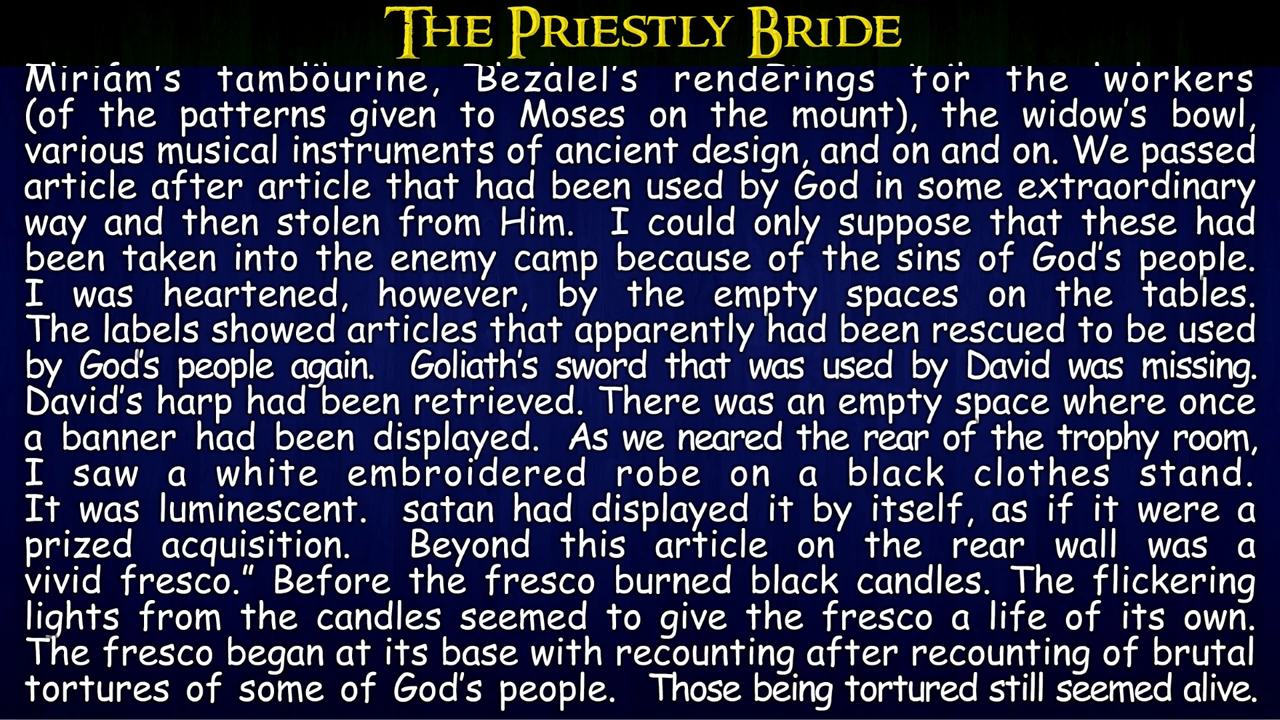 The Priestly Bride
Miriam's tambourine, Bezalel's renderings for the workers
(of the patterns given to Moses on the mount), the widow's bowl,
various musical instruments of ancient design, and on and on. We passed
article after article that had been used by God in some extraordinary
way and then stolen from Him. I could only suppose that these had
been taken into the enemy camp because of the sins of God's people.
I was heartened, however, by the empty spaces on the tables.
The labels showed articles that apparently had been rescued to be used
by God's people again. Goliath's sword that was used by David was missing.
David's harp had been retrieved. There was an empty space where once
a banner had been displayed. As we neared the rear of the trophy room,
I saw a white embroidered robe on a black clothes stand.
It was luminescent. satan had displayed it by itself, as if it were a
prized acquisition. Beyond this article on the rear wall was a
vivid fresco." Before the fresco burned black candles. The flickering
lights from the candles seemed to give the fresco a life of its own.
The fresco began at its base with recounting after recounting of brutal
tortures of some of God's people. Those being tortured still seemed alive.